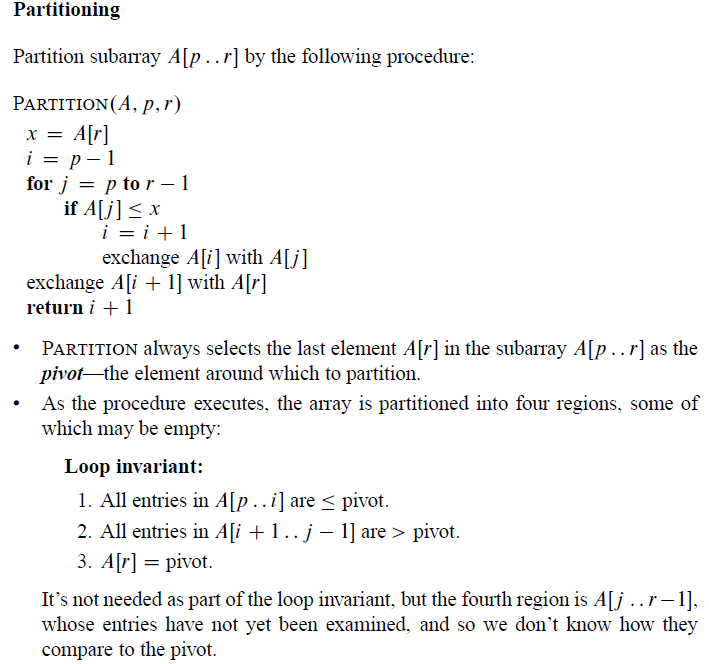 Partitioning
Partition subarray A[p . . r] by the following procedure:
PARTITION(A, p, r)
x = A[r]
i = p − 1
for j = p to r − 1
if A[j] ≤ x
i = i + 1
exchange A[i] with A[j]
exchange A[i + 1] with A[r]
return i + 1
• PARTITION always selects the last element A[r] in the subarray A[p . . r] as the
pivot—the element around which to partition.
• As the procedure executes, the array is partitioned into four regions, some of
which may be empty:
Loop invariant:
1. All entries in A[p . . i] are ≤ pivot.
2. All entries in A[i + 1 . . j − 1] are > pivot.
3. A[r] = pivot.
It’s not needed as part of the loop invariant, but the fourth region is A[j . . r−1],
whose entries have not yet been examined, and so we don’t know how they
compare to the pivot.